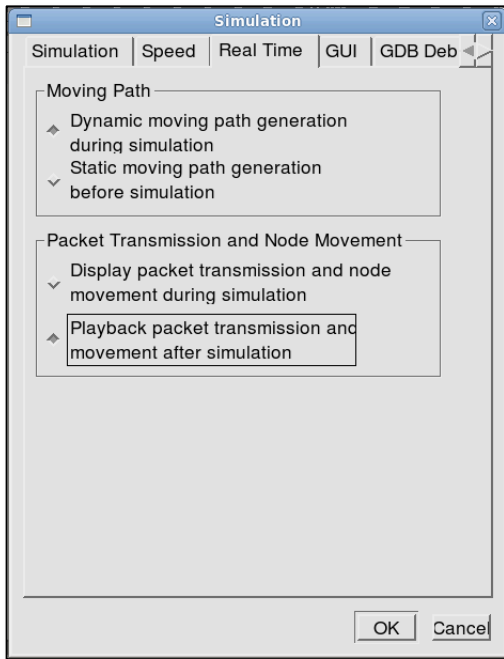 Simulation
Simulation Speed Real Time GUI GDB Deb
Moving Path
Dynamic moving path generation
during simulation
Static moving path generation
before simulation
Packet Transmission and Node Movement
Display packet transmission and node
movement during simulation
Playback packet transmission and
movement after simulation
OK Cancel